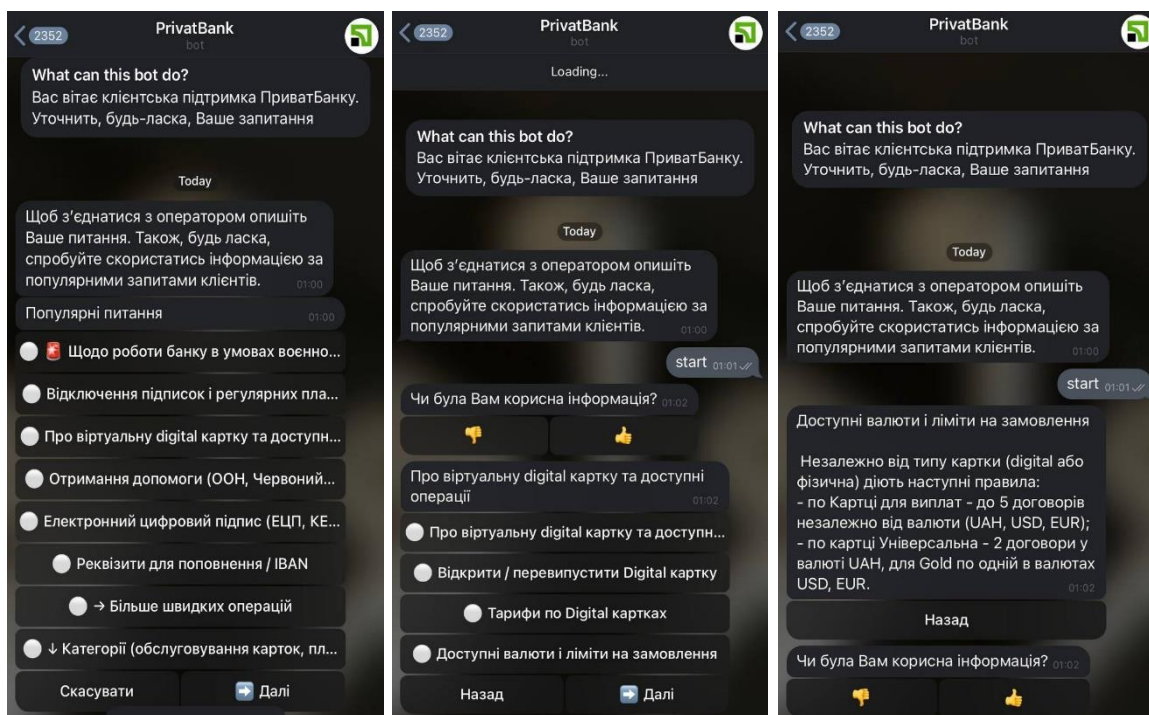 2352
PrivatBank
bot
What can this bot do?
Вас вітає клієнтська підтримка ПриватБанку.
Уточнить, будь-ласка, Ваше запитання
Today
Щоб з’єднатися з оператором опишіть
Ваше питання. Також, будь ласка,
спробуйте скористатись інформацією за
популярними запитами клієнтів. 01:00
Популярні питання 01:00
🚨 Щодо роботи банку в умовах воєнно...
Відключення підписок і регулярних пла...
Про віртуальну digital картку та доступн...
Отримання допомоги (ООН, Червоний...
Електронний цифровий підпис (ЕЦП, КЕ...
Реквізити для поповнення / IBAN
→ Більше швидких операцій
↓ Категорії (обслуговування карток, пл...
Скасувати
➡️ Далі
2352
PrivatBank
bot
Loading...
What can this bot do?
Вас вітає клієнтська підтримка ПриватБанку.
Уточнить, будь-ласка, Ваше запитання
Today
Щоб з’єднатися з оператором опишіть
Ваше питання. Також, будь ласка,
спробуйте скористатись інформацією за
популярними запитами клієнтів. 01:00
start 01:01
Чи була Вам корисна інформація? 01:02
👎 👍
Про віртуальну digital картку та доступні
операції 01:02
Про віртуальну digital картку та доступн...
Відкрити / перевипустити Digital картку
Тарифи по Digital картках
Доступні валюти і ліміти на замовлення
Назад
➡️ Далі
2352
PrivatBank
bot
What can this bot do?
Вас вітає клієнтська підтримка ПриватБанку.
Уточнить, будь-ласка, Ваше запитання
Today
Щоб з’єднатися з оператором опишіть
Ваше питання. Також, будь ласка,
спробуйте скористатись інформацією за
популярними запитами клієнтів. 01:00
start 01:01
Доступні валюти і ліміти на замовлення
Незалежно від типу картки (digital або
фізична) діють наступні правила:
- по Картці для виплат - до 5 договорів
незалежно від валюти (UAH, USD, EUR);
- по картці Універсальна - 2 договори у
валюті UAH, для Gold по одній в валютах
USD, EUR. 01:02
Назад
Чи була Вам корисна інформація? 01:02
👎 👍